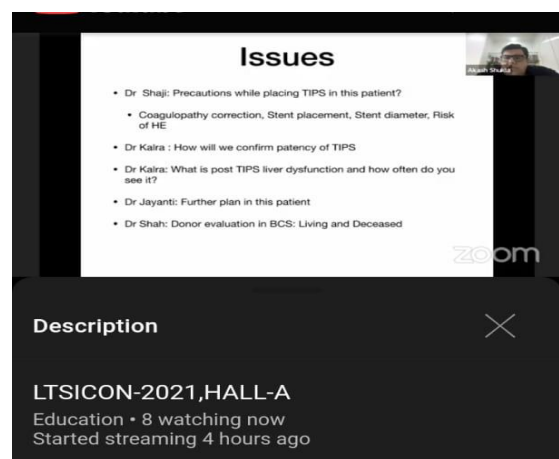 Issues
Akash Shukla
• Dr Shaji: Precautions while placing TIPS in this patient?
• Coagulopathy correction, Stent placement, Stent diameter, Risk
of HE
• Dr Kalra : How will we confirm patency of TIPS
• Dr Kalra: What is post TIPS liver dysfunction and how often do you
see it?
• Dr Jayanti: Further plan in this patient
• Dr Shah: Donor evaluation in BCS: Living and Deceased
zoom
Description
LTSICON-2021,HALL-A
Education • 8 watching now
Started streaming 4 hours ago